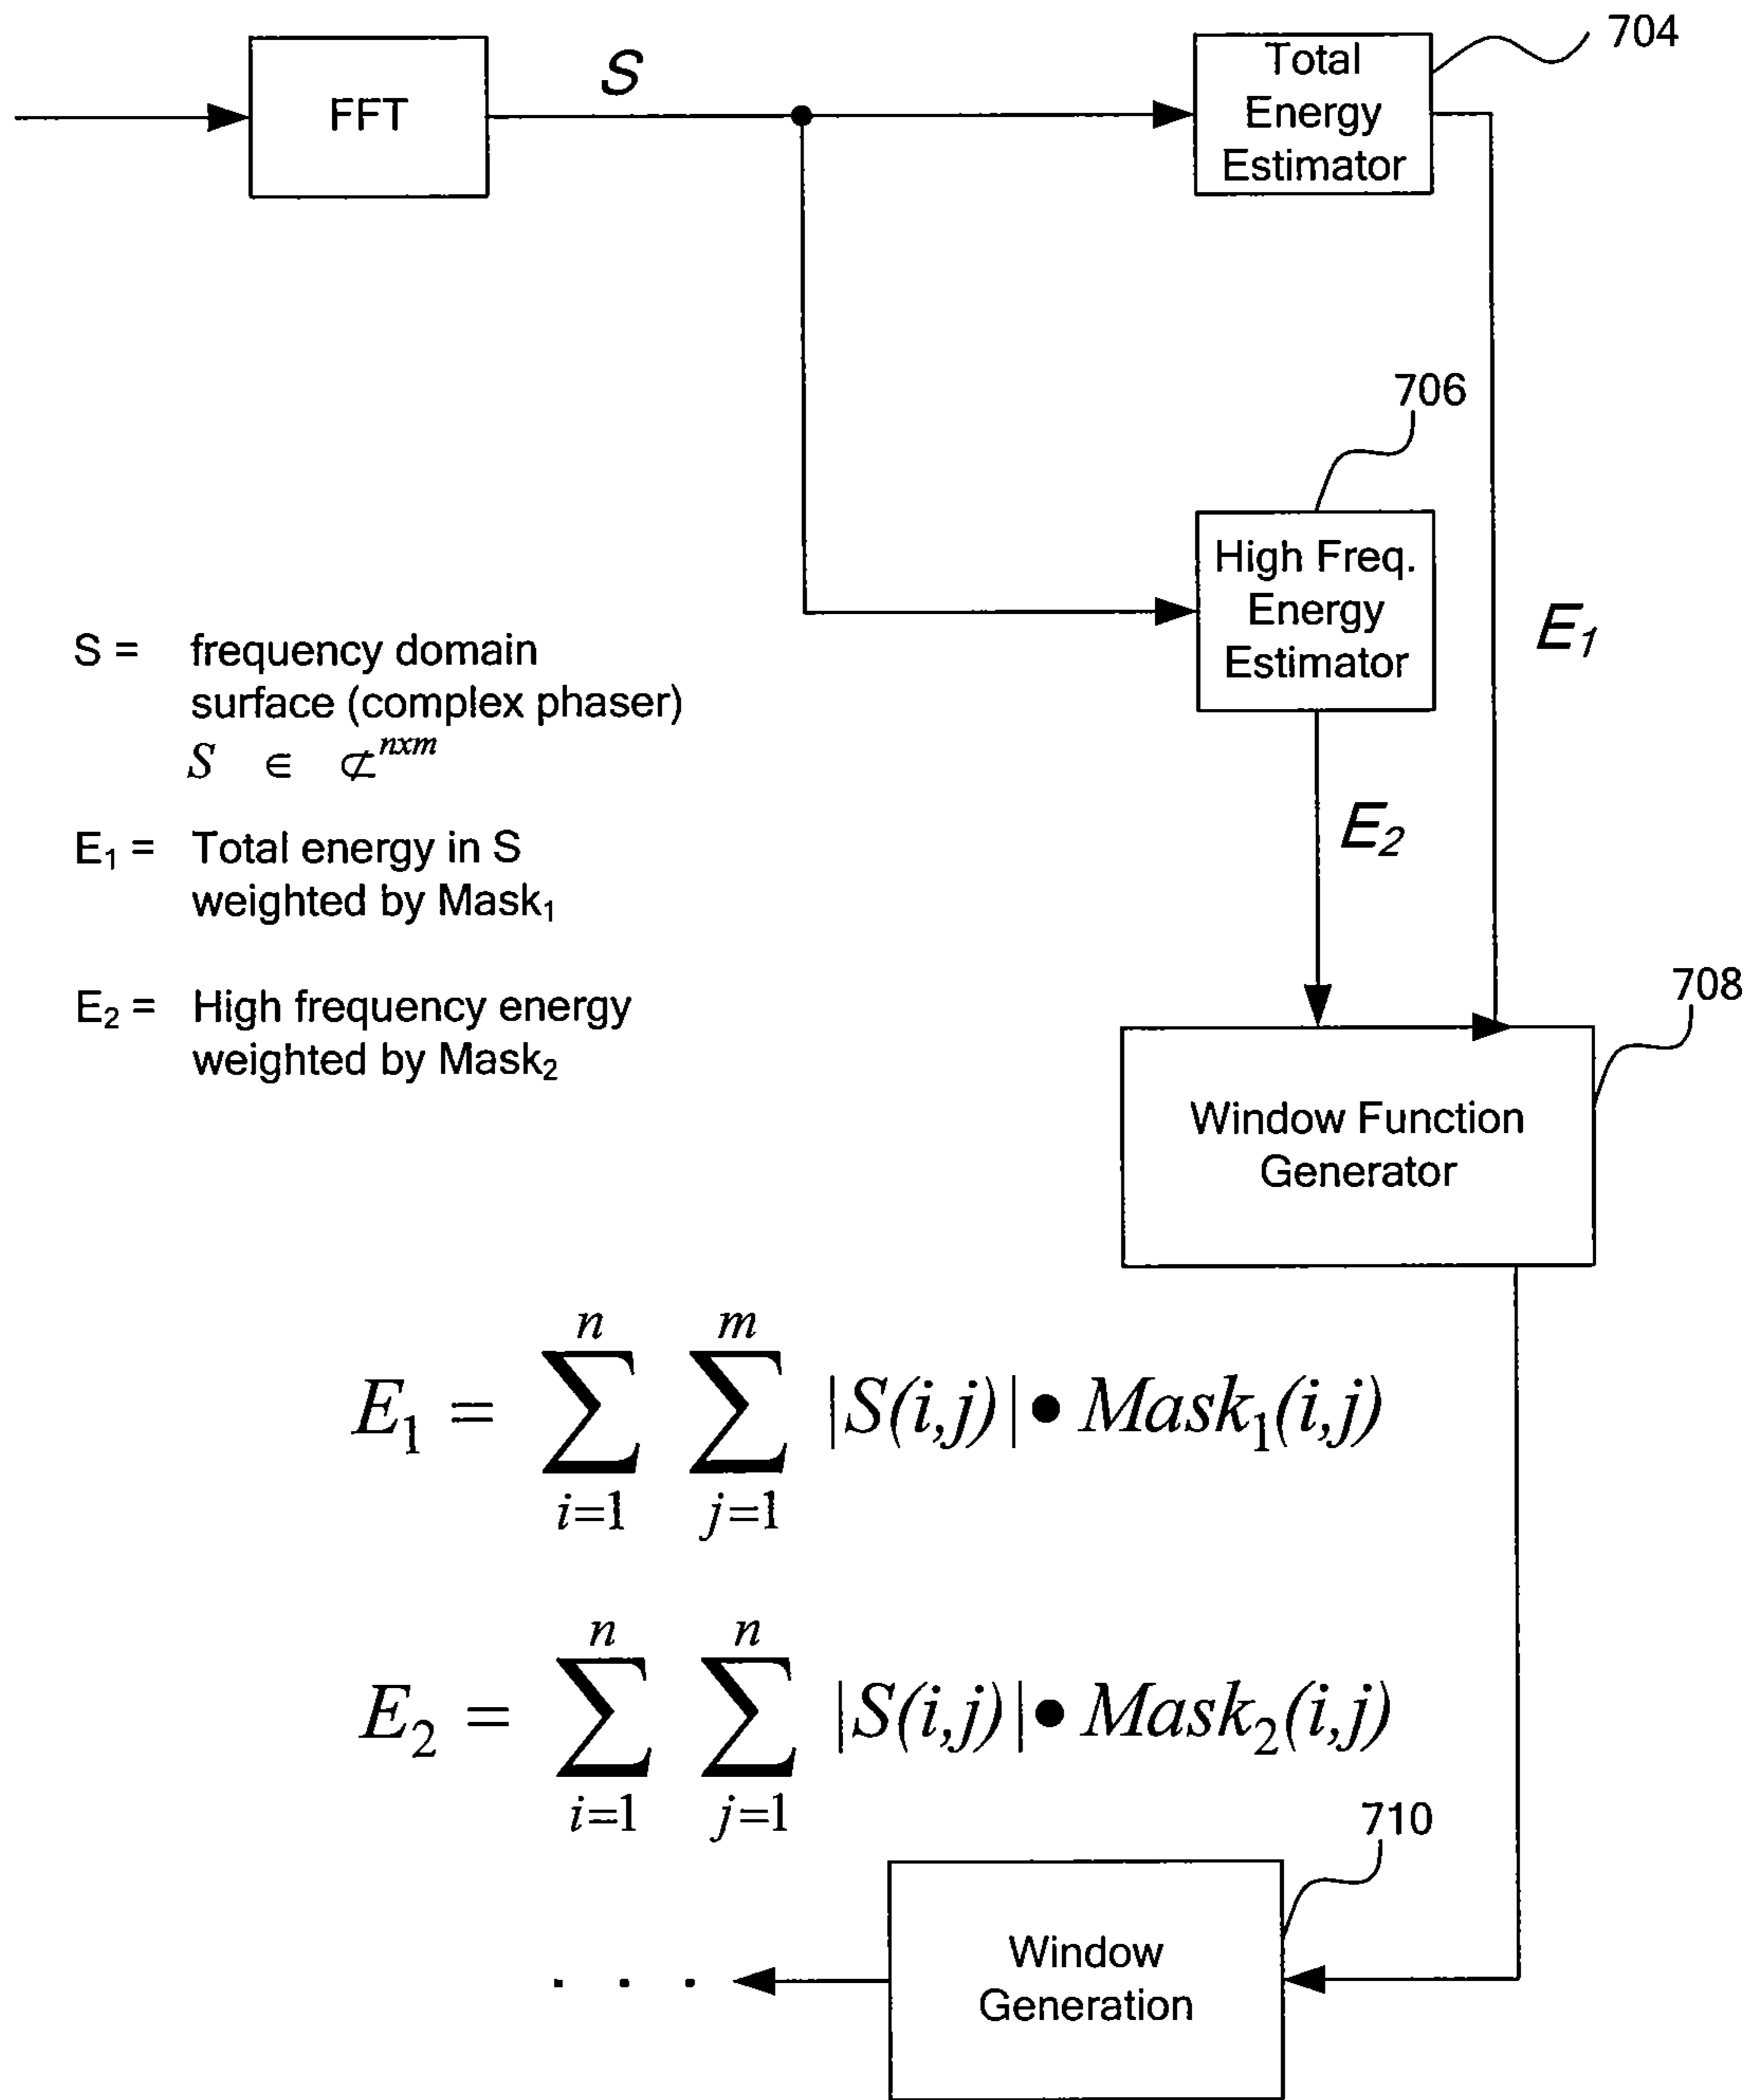 704
FFT
S
Total
Energy
Estimator
706
High Freq.
Energy
Estimator
E₁
S = frequency domain
surface (complex phaser)
S ∈ ⊄ⁿˣᵐ
E₂
E₁ = Total energy in S
weighted by Mask₁
E₂ = High frequency energy
weighted by Mask₂
708
Window Function
Generator
E₁ = ∑_{i=1}^{n} ∑_{j=1}^{m} |S(i,j)| • Mask₁(i,j)
E₂ = ∑_{i=1}^{n} ∑_{j=1}^{n} |S(i,j)| • Mask₂(i,j)
710
Window
Generation
. . .